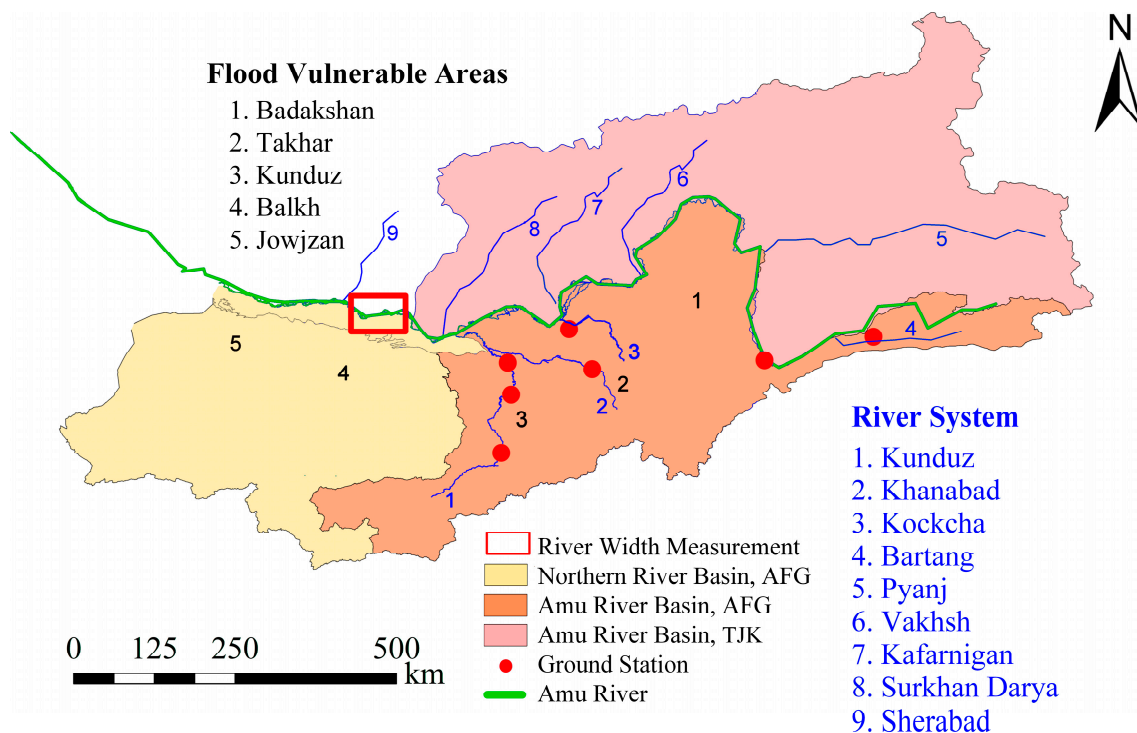 N
Flood Vulnerable Areas
1. Badakshan
2. Takhar
3. Kunduz
4. Balkh
5. Jowjzan
6
7
8
9
5
1
4
5
4
3
2
2
3
1
River System
1. Kunduz
2. Khanabad
3. Kockcha
4. Bartang
5. Pyanj
6. Vakhsh
7. Kafarnigan
8. Surkhan Darya
9. Sherabad
River Width Measurement
Northern River Basin, AFG
Amu River Basin, AFG
Amu River Basin, TJK
Ground Station
Amu River
0 125 250 500
km